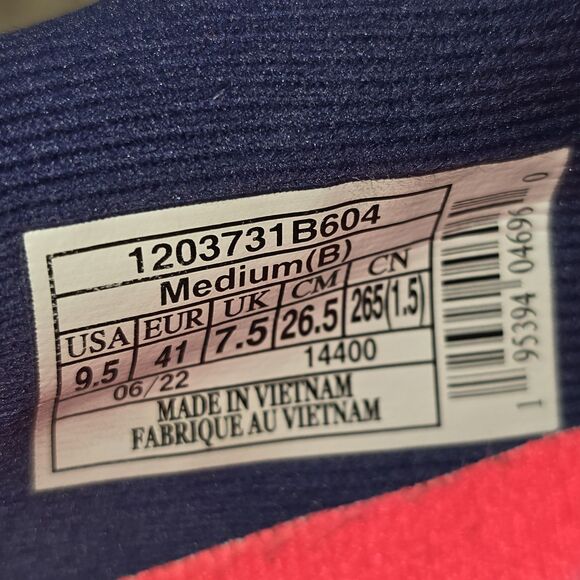 1203731B604
Medium(B)
USA EUR UK CM CN
9.5 41 7.5 26.5 265(1.5)
06/22 14400
MADE IN VIETNAM
FABRIQUE AU VIETNAM
1 95394 04696 0